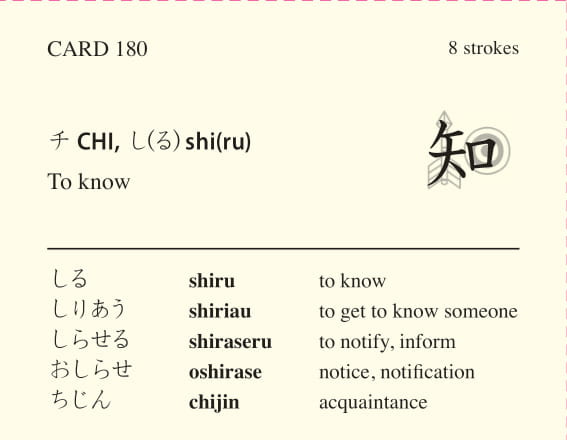 CARD 180 8 strokes
チ CHI, し(る) shi(ru) 知
To know
しる shiru to know
しりあう shiriau to get to know someone
しらせる shiraseru to notify, inform
おしらせ oshirase notice, notification
ちじん chijin acquaintance